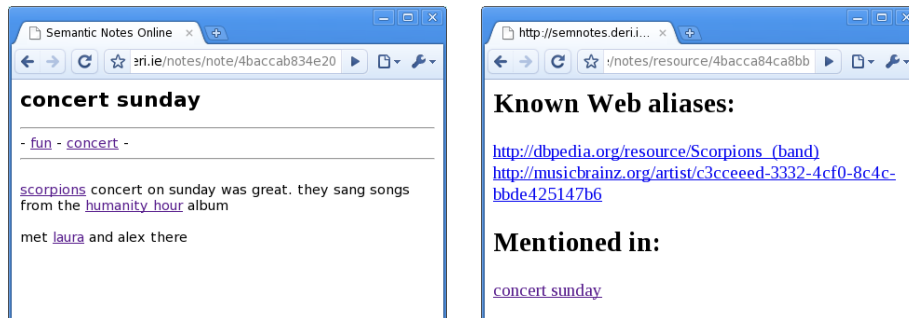 Semantic Notes Online
eri.ie/notes/note/4baccab834e20
concert sunday
- fun - concert -
scorpions concert on sunday was great. they sang songs
from the humanity hour album
met laura and alex there
http://semnotes.deri.i...
:/notes/resource/4bacca84ca8bb
Known Web aliases:
http://dbpedia.org/resource/Scorpions_(band)
http://musicbrainz.org/artist/c3cceeed-3332-4cf0-8c4c-
bbde425147b6
Mentioned in:
concert sunday